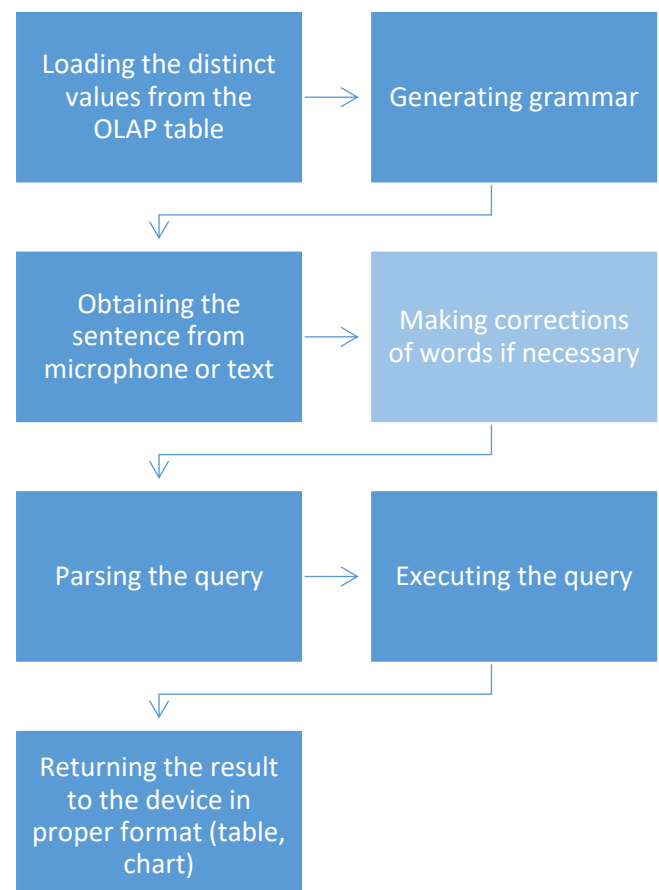 Loading the distinct
values from the
OLAP table
Generating grammar
Obtaining the
sentence from
microphone or text
Making corrections
of words if necessary
Parsing the query
Executing the query
Returning the result
to the device in
proper format (table,
chart)